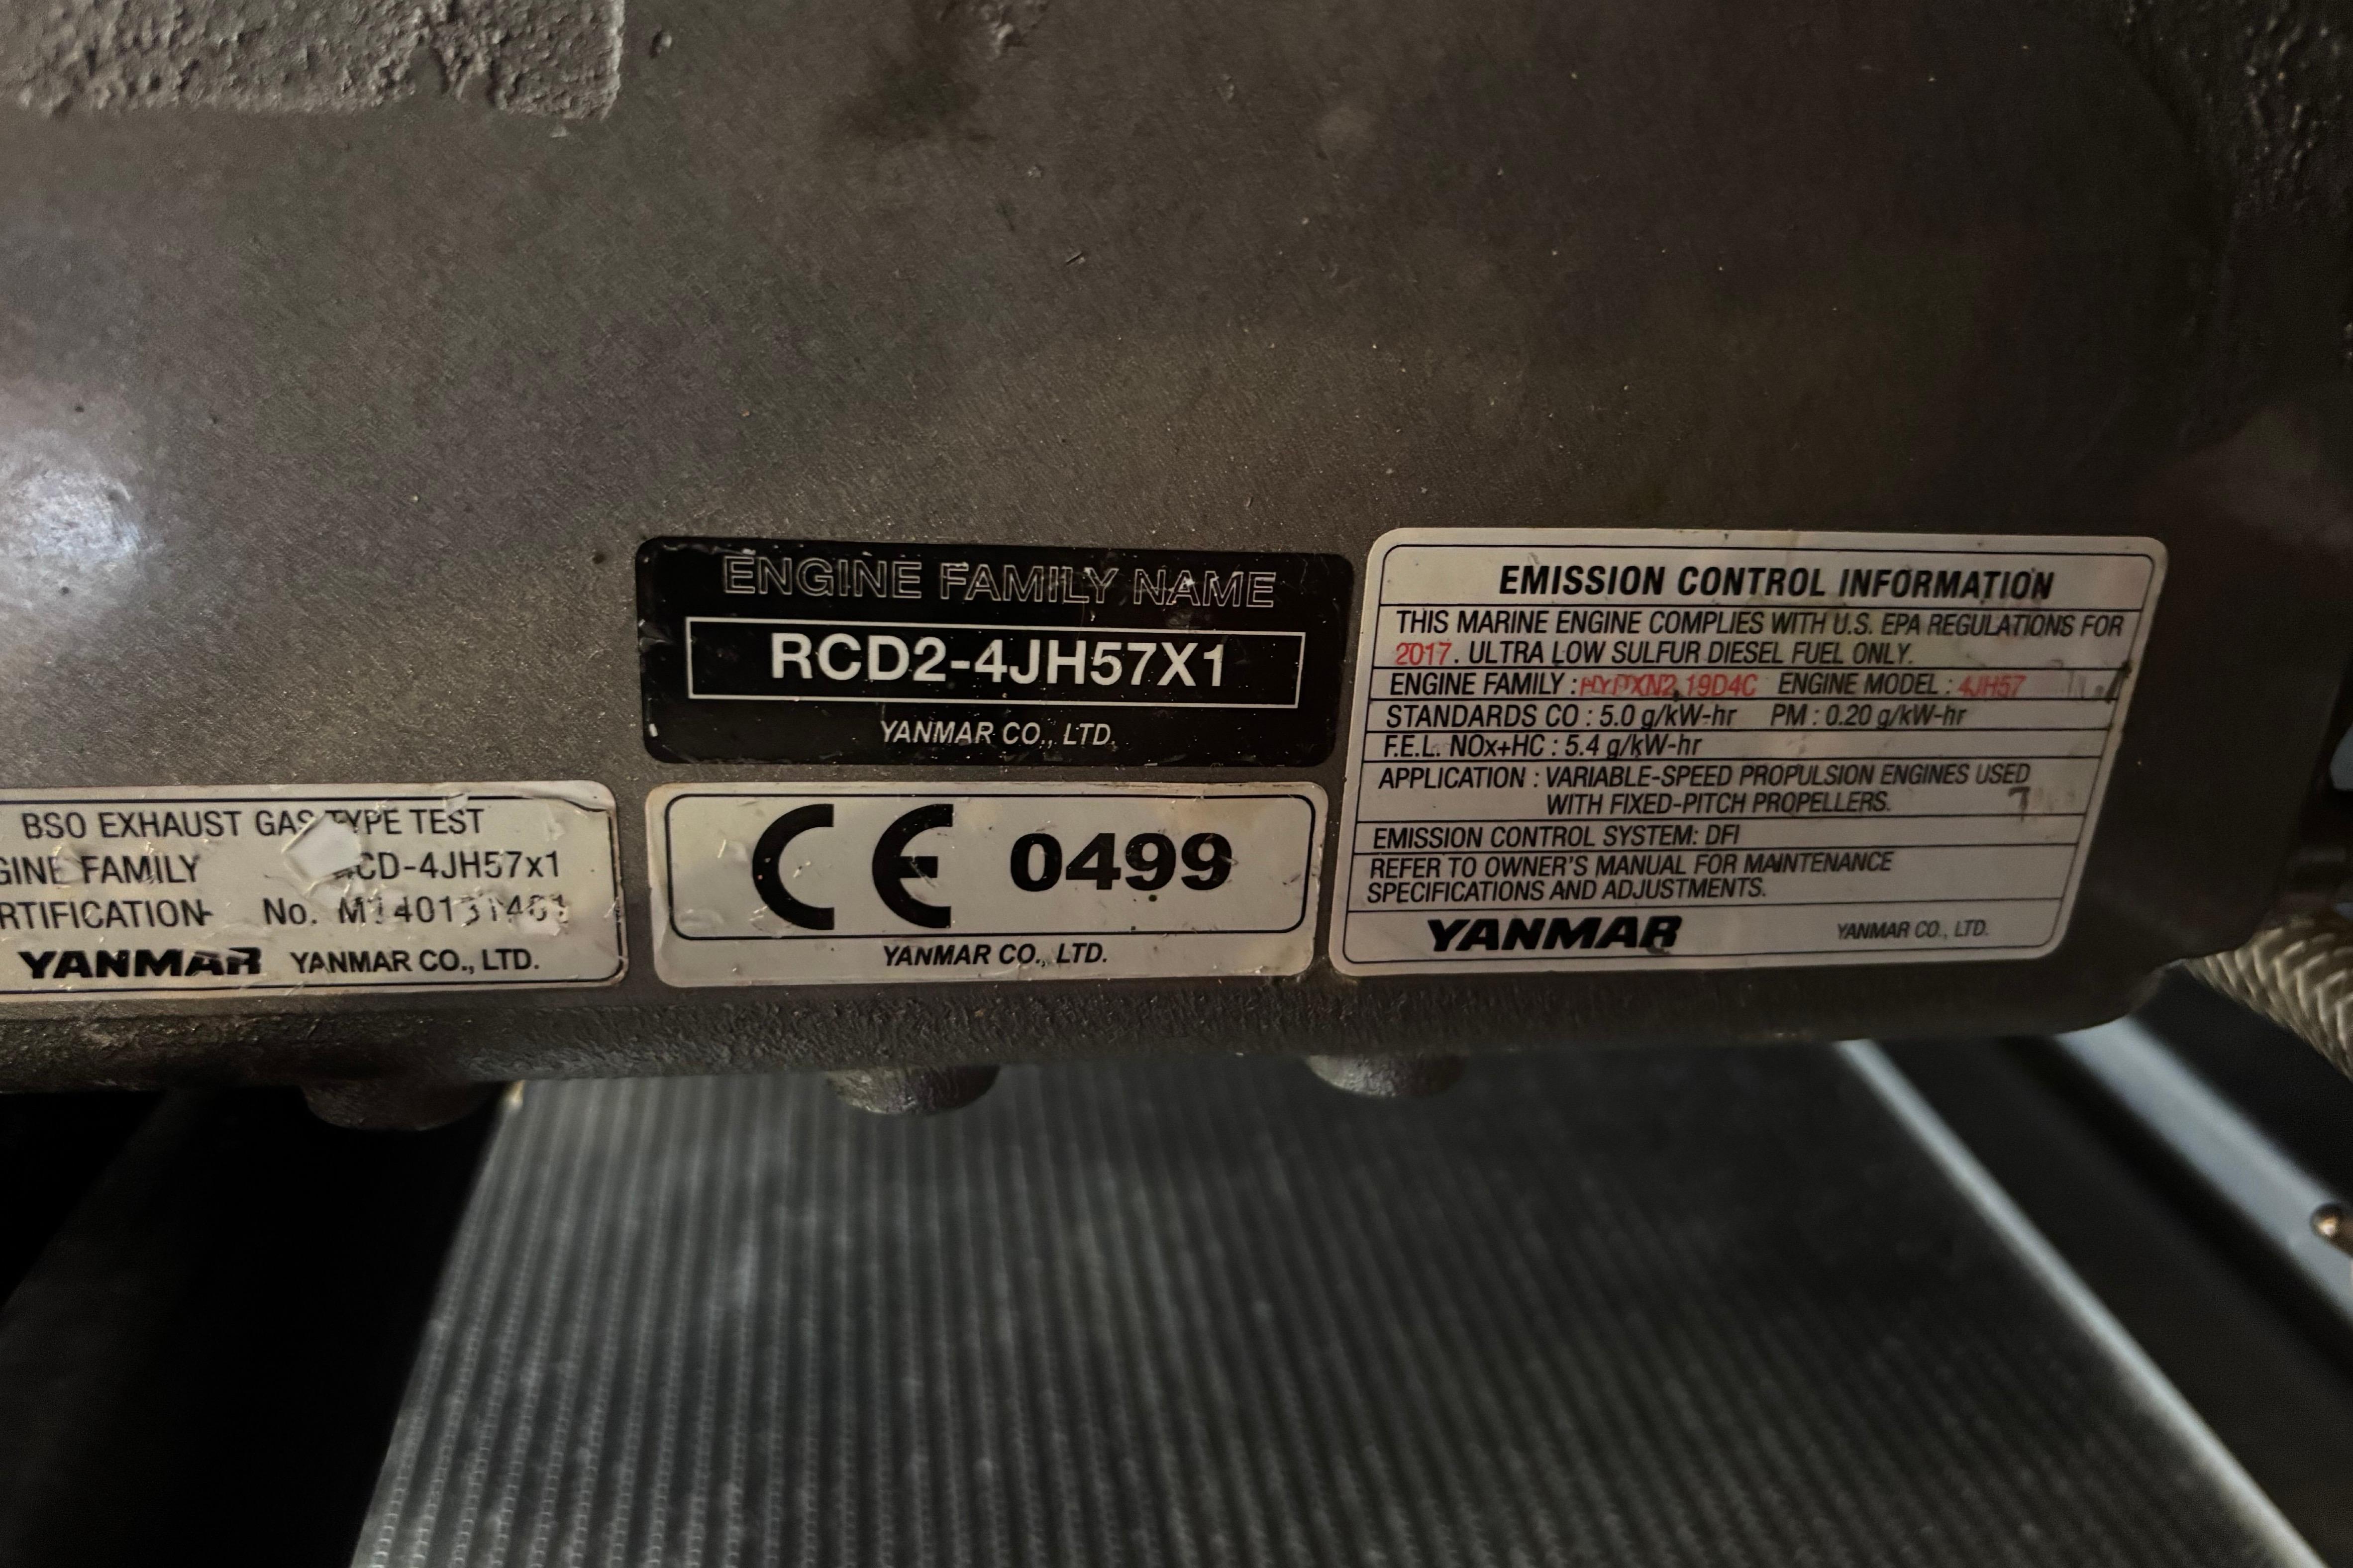 ENGINE FAMILY NAME
RCD2-4JH57X1
YANMAR CO., LTD.
EMISSION CONTROL INFORMATION
THIS MARINE ENGINE COMPLIES WITH U.S. EPA REGULATIONS FOR
2017. ULTRA LOW SULFUR DIESEL FUEL ONLY.
ENGINE FAMILY : ENGINE MODEL : 4JH57
STANDARDS CO : 5.0 g/kW-hr PM : 0.20 g/kW-hr
F.E.L. NOx+HC : 5.4 g/kW-hr
APPLICATION : VARIABLE-SPEED PROPULSION ENGINES USED
WITH FIXED-PITCH PROPELLERS.
EMISSION CONTROL SYSTEM: DFI
REFER TO OWNER'S MANUAL FOR MAINTENANCE
SPECIFICATIONS AND ADJUSTMENTS.
YANMAR YANMAR CO., LTD.
BSO EXHAUST GAS TYPE TEST
GINE FAMILY CD-4JH57x1
RTIFICATION No.
YANMAR YANMAR CO., LTD.
CE 0499
YANMAR CO., LTD.